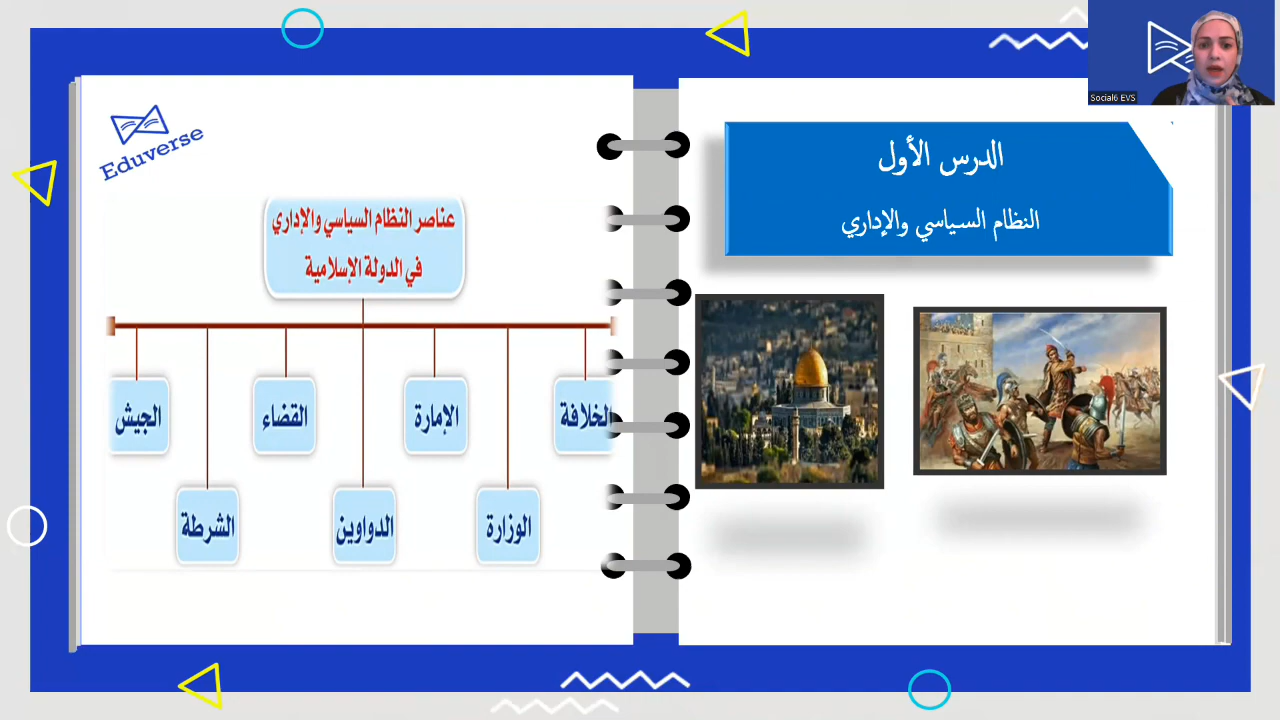 Social6 EVS
الدرس الأول
النظام السياسي والإداري
Eduverse
عناصر النظام السياسي والإداري
في الدولة الإسلامية
الخلافة
الوزارة
الإمارة
الدواوين
القضاء
الشرطة
الجيش